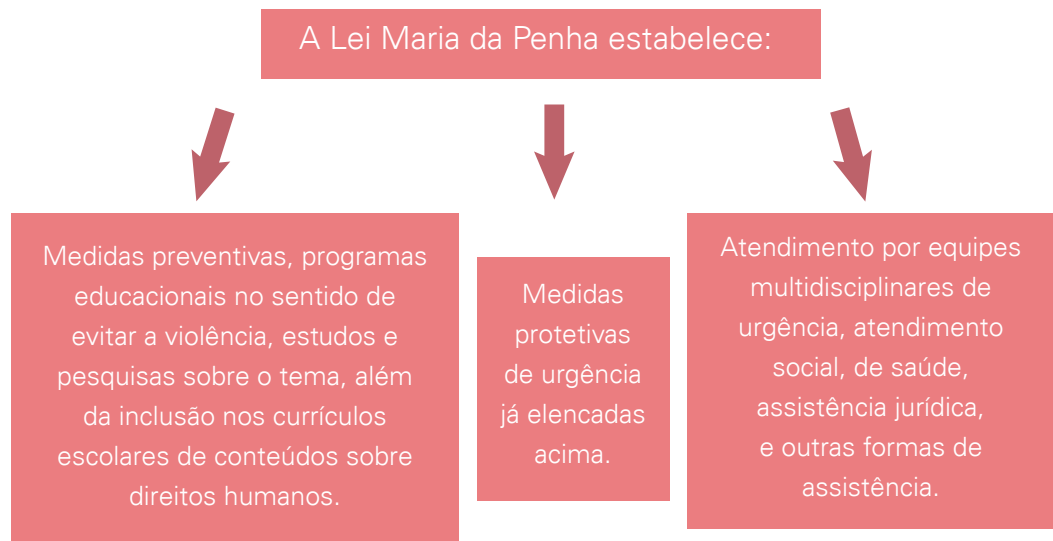 A Lei Maria da Penha estabelece:
Medidas preventivas, programas
educacionais no sentido de
evitar a violência, estudos e
pesquisas sobre o tema, além
da inclusão nos currículos
escolares de conteúdos sobre
direitos humanos.
Medidas
protetivas
de urgência
já elencadas
acima.
Atendimento por equipes
multidisciplinares de
urgência, atendimento
social, de saúde,
assistência jurídica,
e outras formas de
assistência.